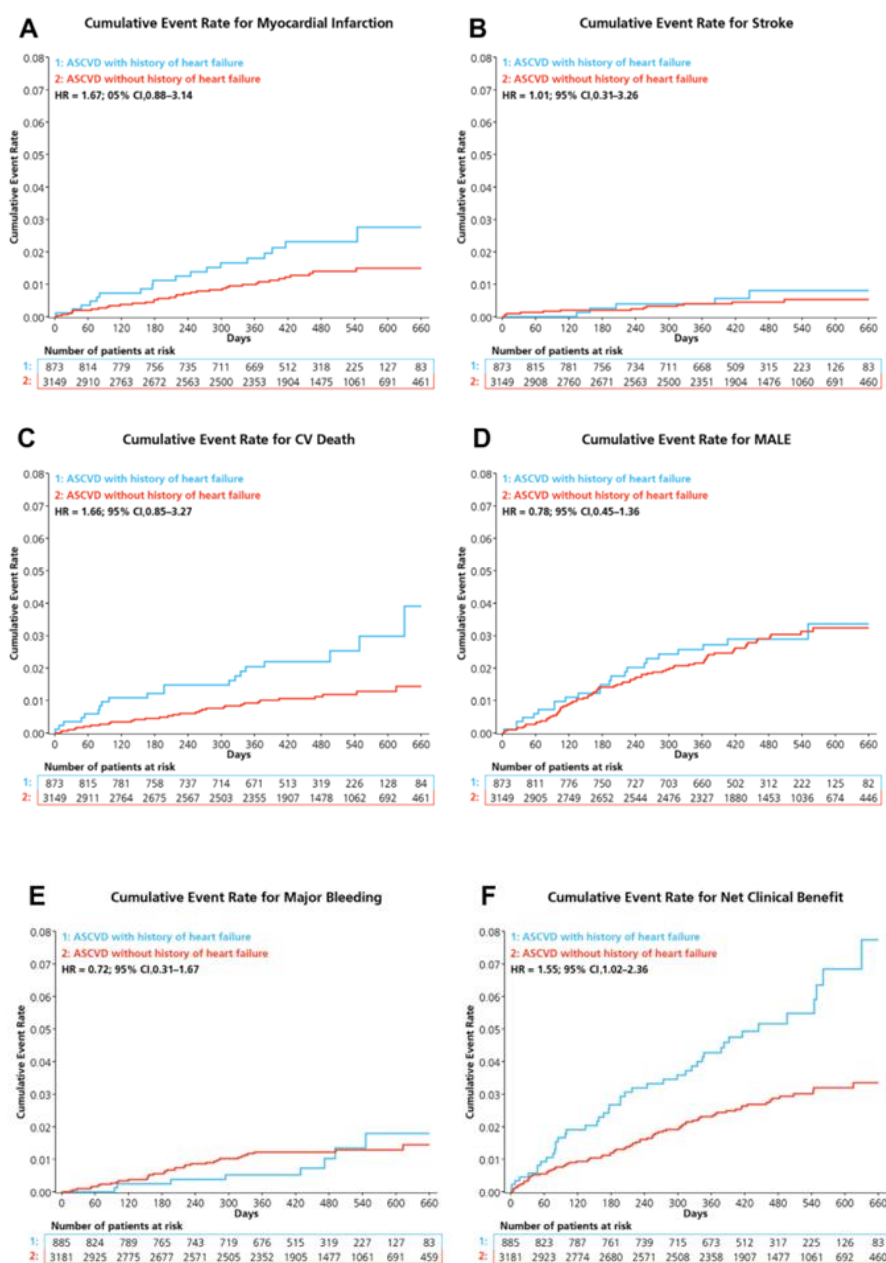 A
Cumulative Event Rate for Myocardial Infarction
1: ASCVD with history of heart failure
2: ASCVD without history of heart failure
HR = 1.67; 05% CI,0.88–3.14
Cumulative Event Rate
0.08
0.07
0.06
0.05
0.04
0.03
0.02
0.01
0.00
0 60 120 180 240 300 360 420 480 540 600 660
Days
Number of patients at risk
1: 873 814 779 756 735 711 669 512 318 225 127 83
2: 3149 2910 2763 2672 2563 2500 2353 1904 1475 1061 691 461
B
Cumulative Event Rate for Stroke
1: ASCVD with history of heart failure
2: ASCVD without history of heart failure
HR = 1.01; 95% CI,0.31–3.26
Cumulative Event Rate
0.08
0.07
0.06
0.05
0.04
0.03
0.02
0.01
0.00
0 60 120 180 240 300 360 420 480 540 600 660
Days
Number of patients at risk
1: 873 815 781 756 734 711 668 509 315 223 126 83
2: 3149 2908 2760 2671 2563 2500 2351 1904 1476 1060 691 460
C
Cumulative Event Rate for CV Death
1: ASCVD with history of heart failure
2: ASCVD without history of heart failure
HR = 1.66; 95% CI,0.85–3.27
Cumulative Event Rate
0.08
0.07
0.06
0.05
0.04
0.03
0.02
0.01
0.00
0 60 120 180 240 300 360 420 480 540 600 660
Days
Number of patients at risk
1: 873 815 781 758 737 714 671 513 319 226 128 84
2: 3149 2911 2764 2675 2567 2503 2355 1907 1478 1062 692 461
D
Cumulative Event Rate for MALE
1: ASCVD with history of heart failure
2: ASCVD without history of heart failure
HR = 0.78; 95% CI,0.45–1.36
Cumulative Event Rate
0.08
0.07
0.06
0.05
0.04
0.03
0.02
0.01
0.00
0 60 120 180 240 300 360 420 480 540 600 660
Days
Number of patients at risk
1: 873 811 776 750 727 703 660 502 312 222 125 82
2: 3149 2905 2749 2652 2544 2476 2327 1880 1453 1036 674 446
E
Cumulative Event Rate for Major Bleeding
1: ASCVD with history of heart failure
2: ASCVD without history of heart failure
HR = 0.72; 95% CI,0.31–1.67
Cumulative Event Rate
0.08
0.07
0.06
0.05
0.04
0.03
0.02
0.01
0.00
0 60 120 180 240 300 360 420 480 540 600 660
Days
Number of patients at risk
1: 885 824 789 765 743 719 676 515 319 227 127 83
2: 3181 2925 2775 2677 2571 2505 2352 1905 1477 1061 691 459
F
Cumulative Event Rate for Net Clinical Benefit
1: ASCVD with history of heart failure
2: ASCVD without history of heart failure
HR = 1.55; 95% CI,1.02–2.36
Cumulative Event Rate
0.08
0.07
0.06
0.05
0.04
0.03
0.02
0.01
0.00
0 60 120 180 240 300 360 420 480 540 600 660
Days
Number of patients at risk
1: 885 823 787 761 739 715 673 512 317 225 126 83
2: 3181 2923 2774 2680 2571 2508 2358 1907 1477 1061 692 460